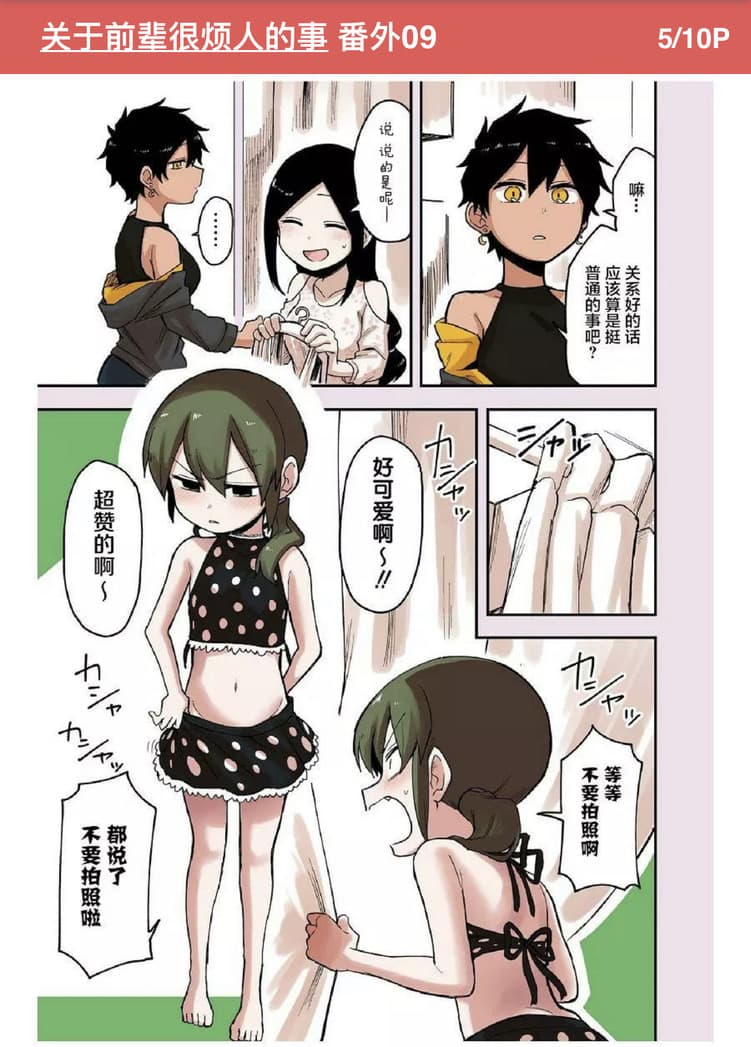 关于前辈很烦人的事 番外09
5/10P
嘛…
关系好的话
应该算是挺
普通的事吧？
说 说的是呢—
……
シャッ
好可爱啊～!!
カシャッ
超赞的啊～
カシャッ
カシャッ
カシャッ
等等
不要拍照啊
都说了
不要拍照啦